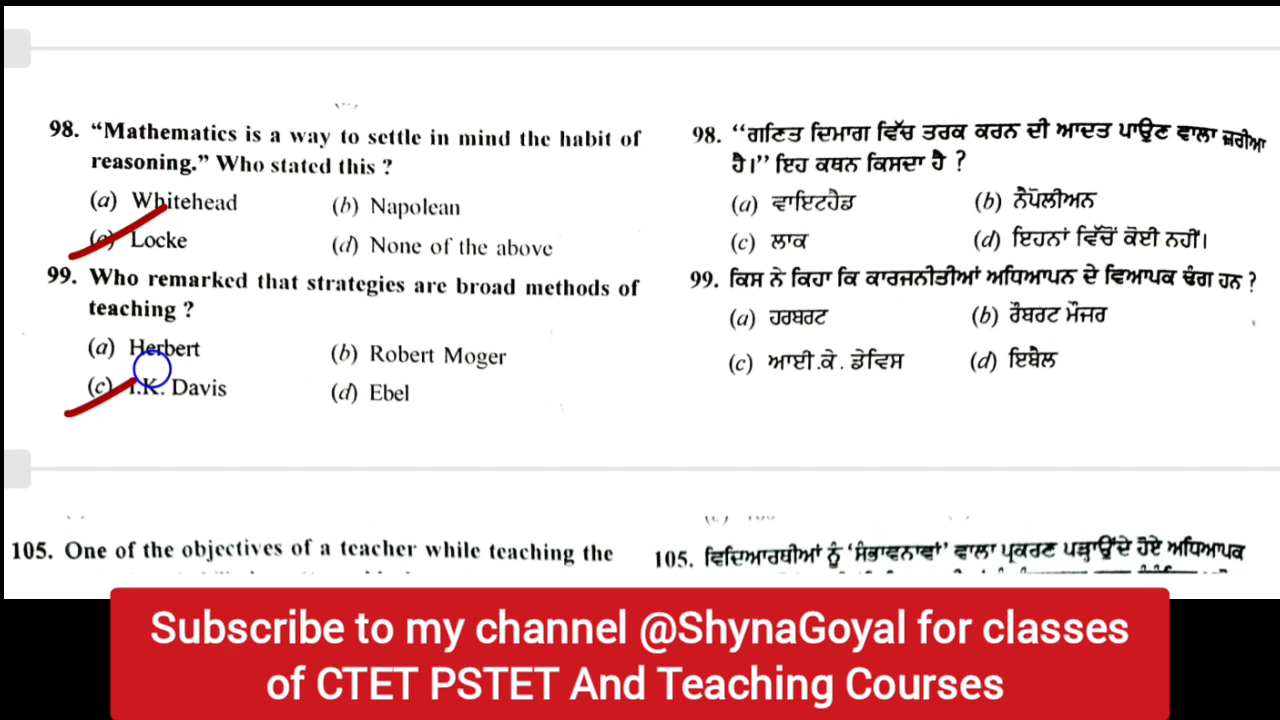 98. “Mathematics is a way to settle in mind the habit of
reasoning.” Who stated this ?
(a) Whitehead
(b) Napolean
(c) Locke
(d) None of the above
99. Who remarked that strategies are broad methods of
teaching ?
(a) Herbert
(b) Robert Moger
(c) I.K. Davis
(d) Ebel
98. “ਗਣਿਤ ਦਿਮਾਗ ਵਿੱਚ ਤਰਕ ਕਰਨ ਦੀ ਆਦਤ ਪਾਉਣ ਵਾਲਾ ਜ਼ਰੀਆ
ਹੈ।” ਇਹ ਕਥਨ ਕਿਸਦਾ ਹੈ ?
(a) ਵਾਇਟਹੈਡ
(b) ਨੈਪੋਲੀਅਨ
(c) ਲਾਕ
(d) ਇਹਨਾਂ ਵਿੱਚੋਂ ਕੋਈ ਨਹੀਂ।
99. ਕਿਸ ਨੇ ਕਿਹਾ ਕਿ ਕਾਰਜਨੀਤੀਆਂ ਅਧਿਆਪਨ ਦੇ ਵਿਆਪਕ ਢੰਗ ਹਨ ?
(a) ਹਰਬਰਟ
(b) ਰੌਬਰਟ ਮੌਜਰ
(c) ਆਈ.ਕੇ. ਡੇਵਿਸ
(d) ਇਬੈਲ
105. One of the objectives of a teacher while teaching the
105. ਵਿਦਿਆਰਥੀਆਂ ਨੂੰ ‘ਸੰਭਾਵਨਾਵਾਂ’ ਵਾਲਾ ਪ੍ਰਕਰਣ ਪੜ੍ਹਾਉਂਦੇ ਹੋਏ ਅਧਿਆਪਕ
Subscribe to my channel @ShynaGoyal for classes
of CTET PSTET And Teaching Courses